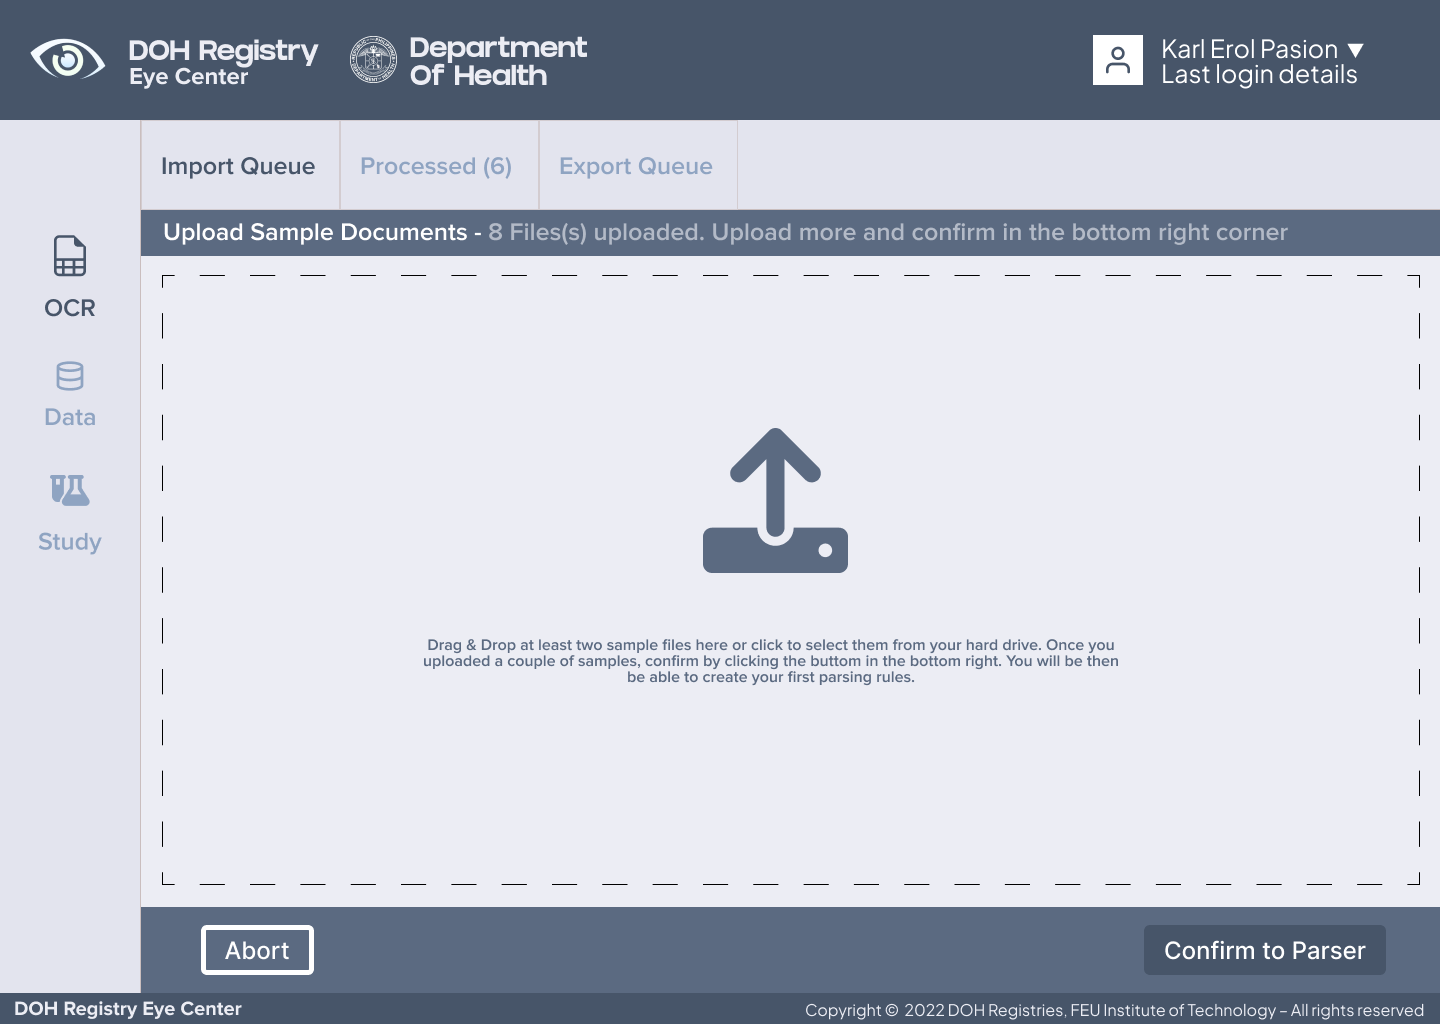 DOH Registry
Eye Center
Department
Of Health
Karl Erol Pasion ▼
Last login details
Import Queue
Processed (6)
Export Queue
Upload Sample Documents - 8 Files(s) uploaded. Upload more and confirm in the bottom right corner
OCR
Data
Study
Drag & Drop at least two sample files here or click to select them from your hard drive. Once you
uploaded a couple of samples, confirm by clicking the buttom in the bottom right. You will be then
be able to create your first parsing rules.
Abort
Confirm to Parser
DOH Registry Eye Center
Copyright © 2022 DOH Registries, FEU Institute of Technology – All rights reserved